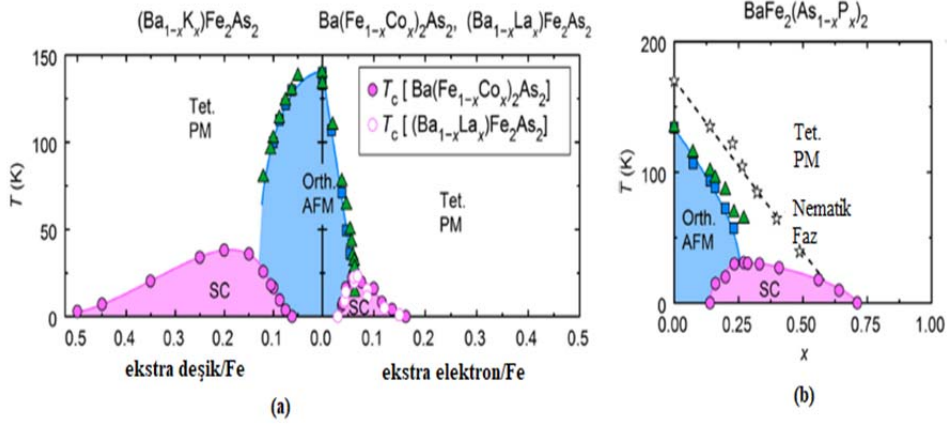 (Ba₁₋ₓKₓ)Fe₂As₂
Ba(Fe₁₋ₓCoₓ)₂As₂, (Ba₁₋ₓLaₓ)Fe₂As₂
T (K)
150
100
50
0
Tet.
PM
Orth.
AFM
SC
T_c [ Ba(Fe₁₋ₓCoₓ)₂As₂]
T_c [ (Ba₁₋ₓLaₓ)Fe₂As₂]
Tet.
PM
SC
0.5 0.4 0.3 0.2 0.1 0.0 0.1 0.2 0.3 0.4 0.5
ekstra deşik/Fe
ekstra elektron/Fe
(a)
BaFe₂(As₁₋ₓPₓ)₂
T (K)
200
100
0
Tet.
PM
Nematik
Faz
Orth.
AFM
SC
0.00 0.25 0.50 0.75 1.00
x
(b)